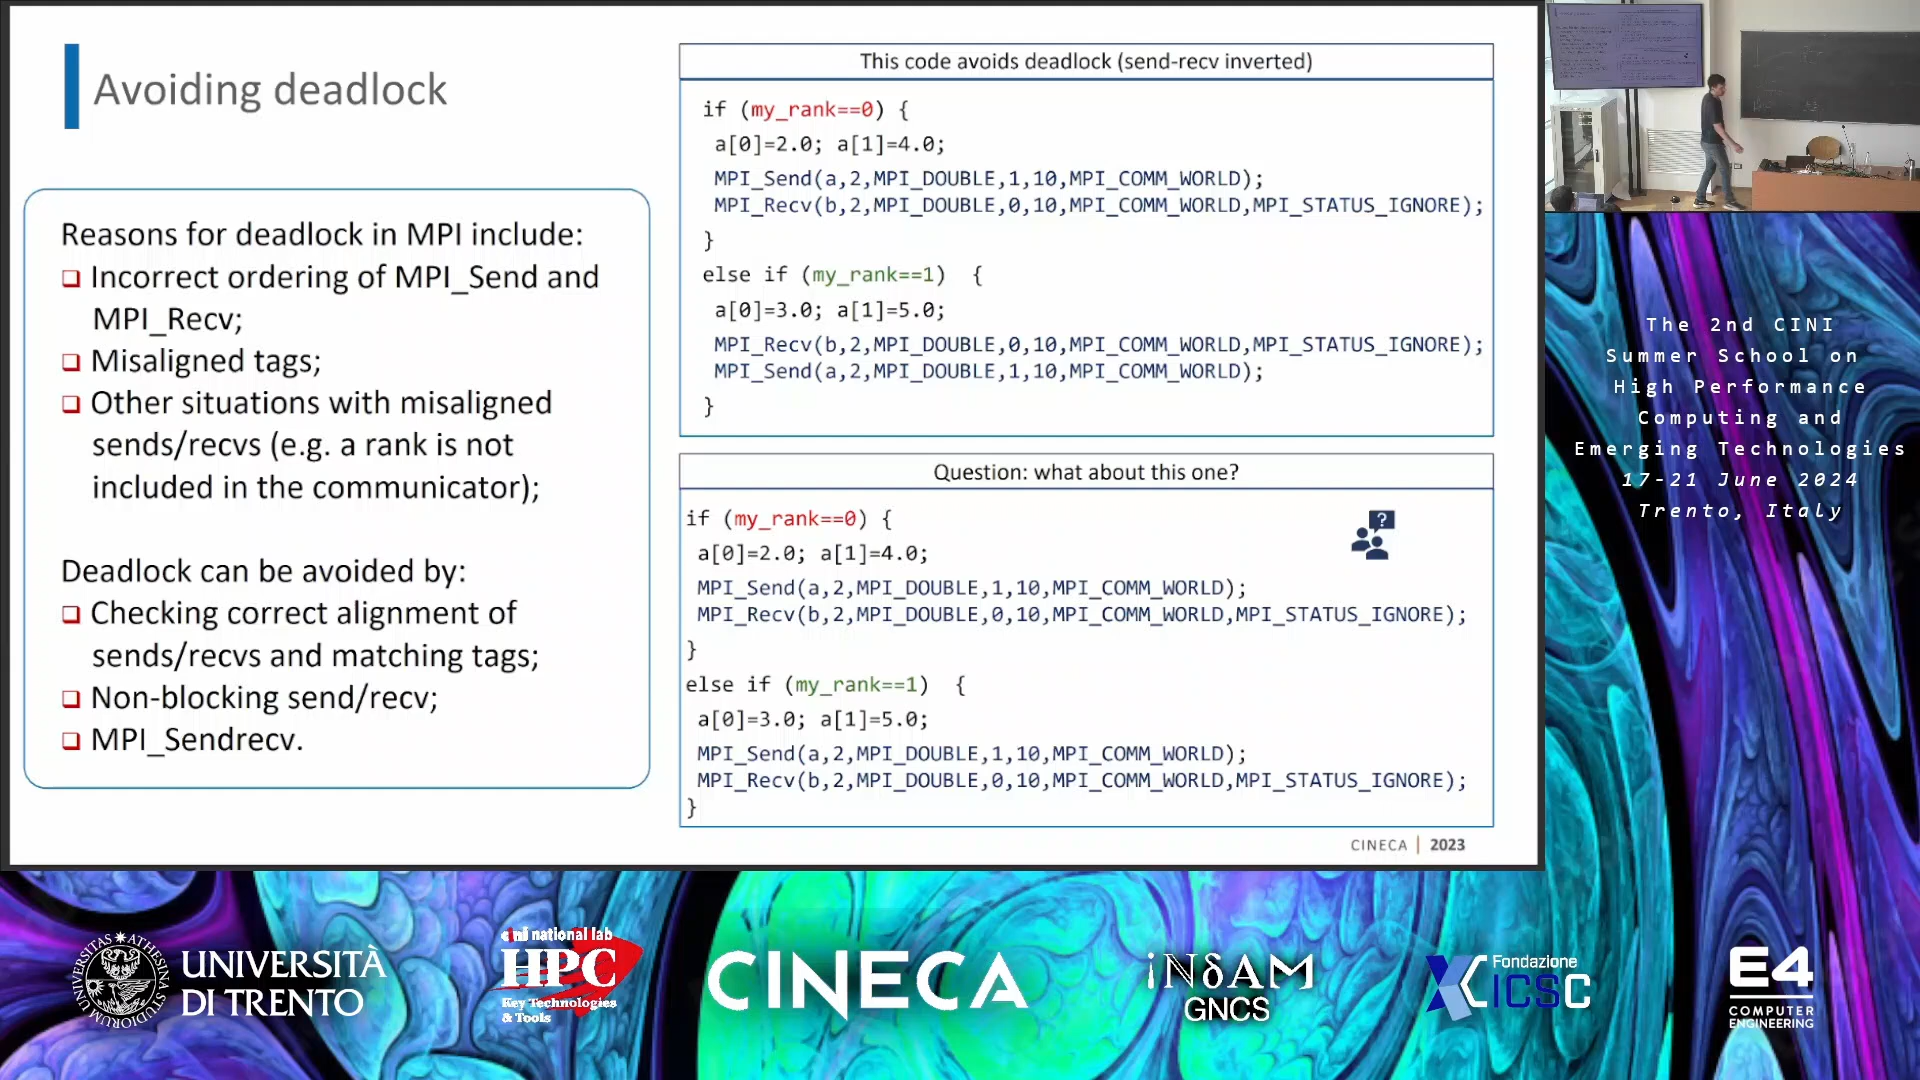 Avoiding deadlock
Reasons for deadlock in MPI include:
Incorrect ordering of MPI_Send and
MPI_Recv;
Misaligned tags;
Other situations with misaligned
sends/recvs (e.g. a rank is not
included in the communicator);
Deadlock can be avoided by:
Checking correct alignment of
sends/recvs and matching tags;
Non-blocking send/recv;
MPI_Sendrecv.
This code avoids deadlock (send-recv inverted)
if (my_rank==0) {
a[0]=2.0; a[1]=4.0;
MPI_Send(a,2,MPI_DOUBLE,1,10,MPI_COMM_WORLD);
MPI_Recv(b,2,MPI_DOUBLE,0,10,MPI_COMM_WORLD,MPI_STATUS_IGNORE);
}
else if (my_rank==1) {
a[0]=3.0; a[1]=5.0;
MPI_Recv(b,2,MPI_DOUBLE,0,10,MPI_COMM_WORLD,MPI_STATUS_IGNORE);
MPI_Send(a,2,MPI_DOUBLE,1,10,MPI_COMM_WORLD);
}
Question: what about this one?
if (my_rank==0) {
a[0]=2.0; a[1]=4.0;
MPI_Send(a,2,MPI_DOUBLE,1,10,MPI_COMM_WORLD);
MPI_Recv(b,2,MPI_DOUBLE,0,10,MPI_COMM_WORLD,MPI_STATUS_IGNORE);
}
else if (my_rank==1) {
a[0]=3.0; a[1]=5.0;
MPI_Send(a,2,MPI_DOUBLE,1,10,MPI_COMM_WORLD);
MPI_Recv(b,2,MPI_DOUBLE,0,10,MPI_COMM_WORLD,MPI_STATUS_IGNORE);
}
?
CINECA | 2023
The 2nd CINI
Summer School on
High Performance
Computing and
Emerging Technologies
17-21 June 2024
Trento, Italy
UNIVERSITÀ
DI TRENTO
cini national lab
HPC
Key Technologies
& Tools
CINECA
iNδAM
GNCS
Fondazione
ICSC
E4
COMPUTER
ENGINEERING